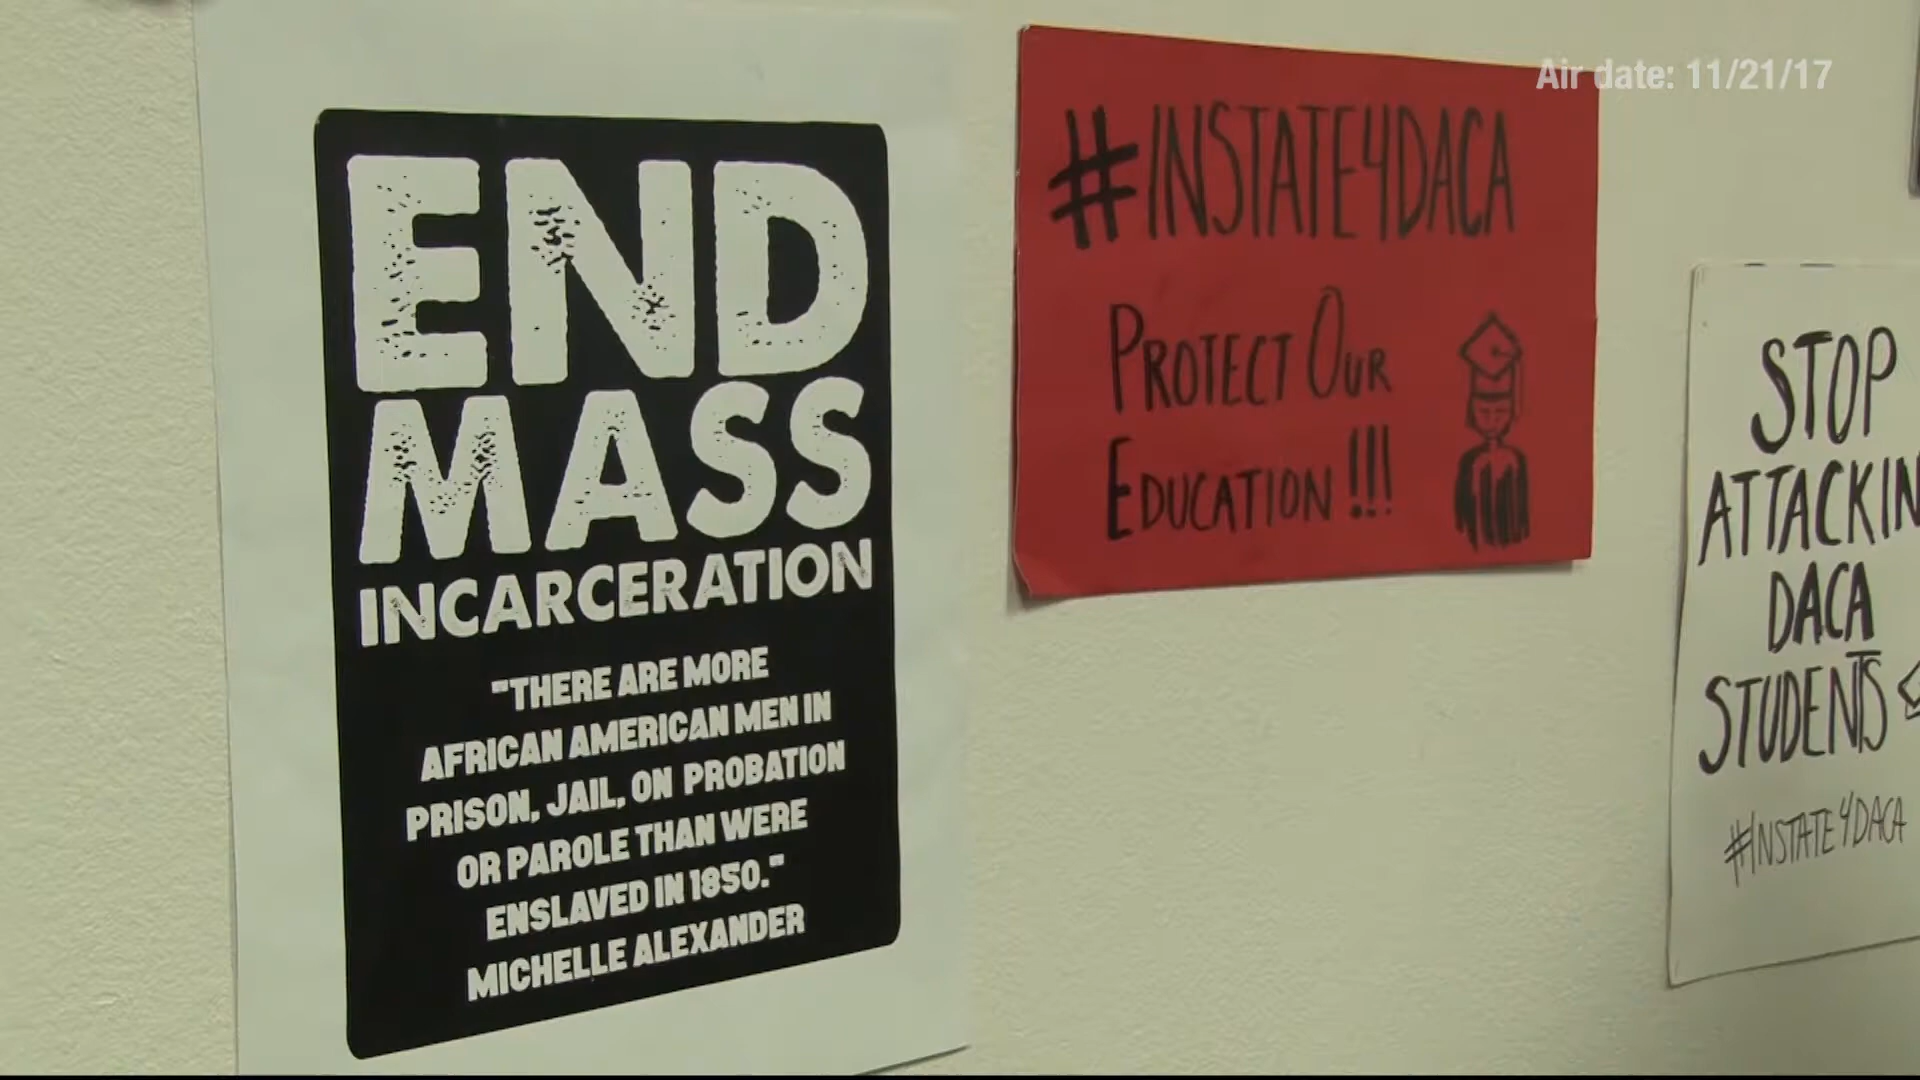 Air date: 11/21/17
END
MASS
INCARCERATION
"THERE ARE MORE
AFRICAN AMERICAN MEN IN
PRISON, JAIL, ON PROBATION
OR PAROLE THAN WERE
ENSLAVED IN 1850."
MICHELLE ALEXANDER
#INSTATE4DACA
PROTECT OUR
EDUCATION!!!
STOP
ATTACKIN
DACA
STUDENTS
#INSTATE4DACA